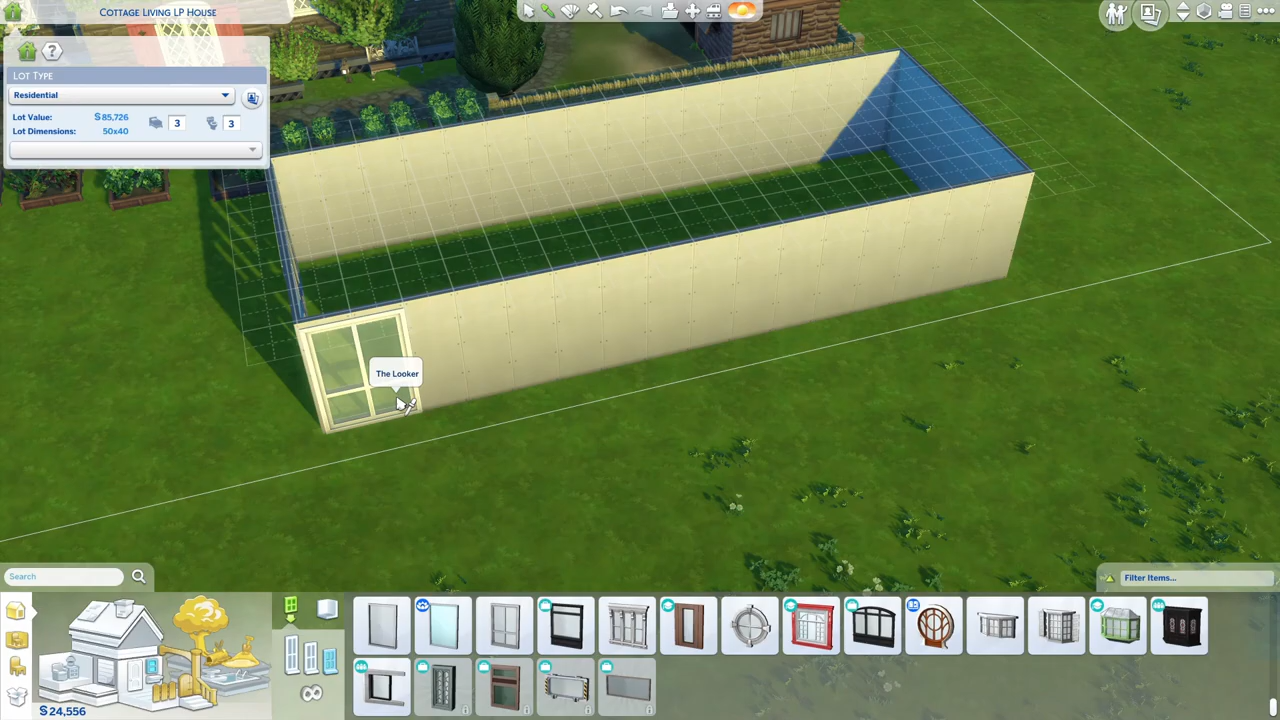 COTTAGE LIVING LP HOUSE
LOT TYPE
Residential
Lot Value: §85,726
3
3
Lot Dimensions: 50x40
The Looker
Search
Filter Items...
§24,556